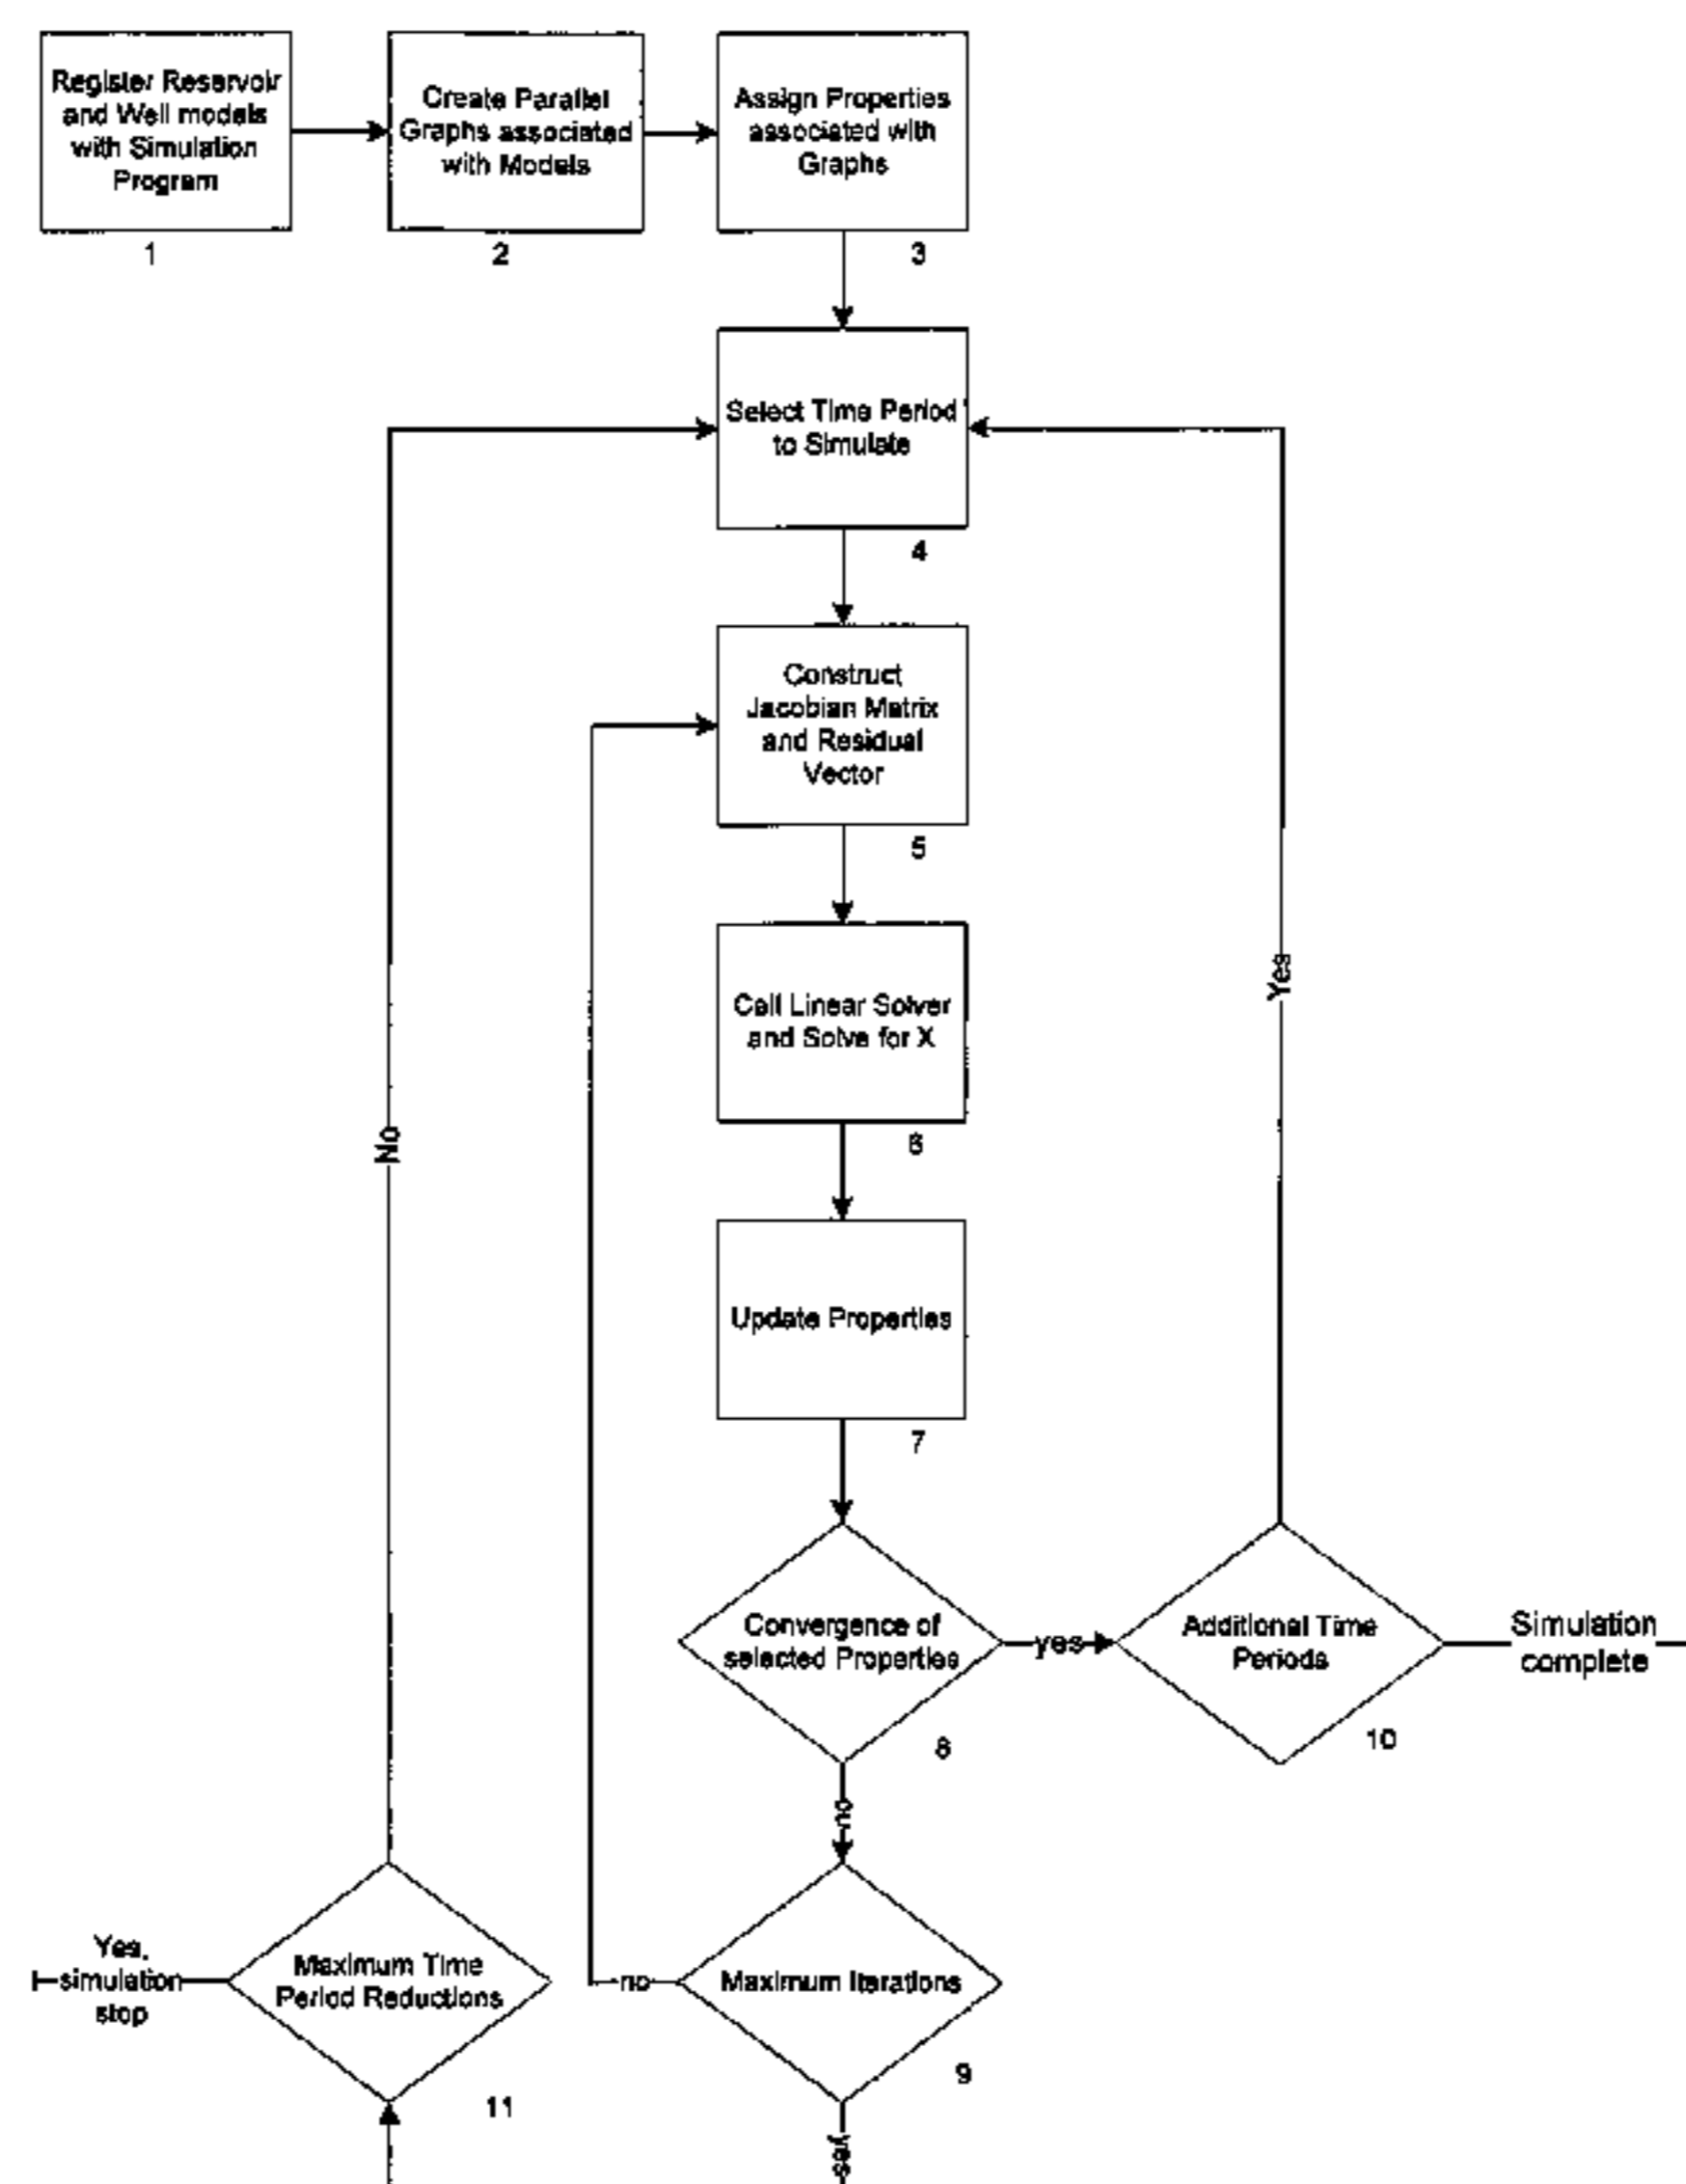 Register Reservoir
and Well models
with Simulation
Program
1
Create Parallel
Graphs associated
with Models
2
Assign Properties
associated with
Graphs
3
Select Time Period
to Simulate
4
Construct
Jacobian Matrix
and Residual
Vector
5
Call Linear Solver
and Solve for X
6
Update Properties
7
Convergence of
selected Properties
8
yes
Additional Time
Periods
10
Yes
Simulation
complete
no
Maximum Iterations
9
no
yes
Maximum Time
Period Reductions
11
No
Yes,
simulation
stop